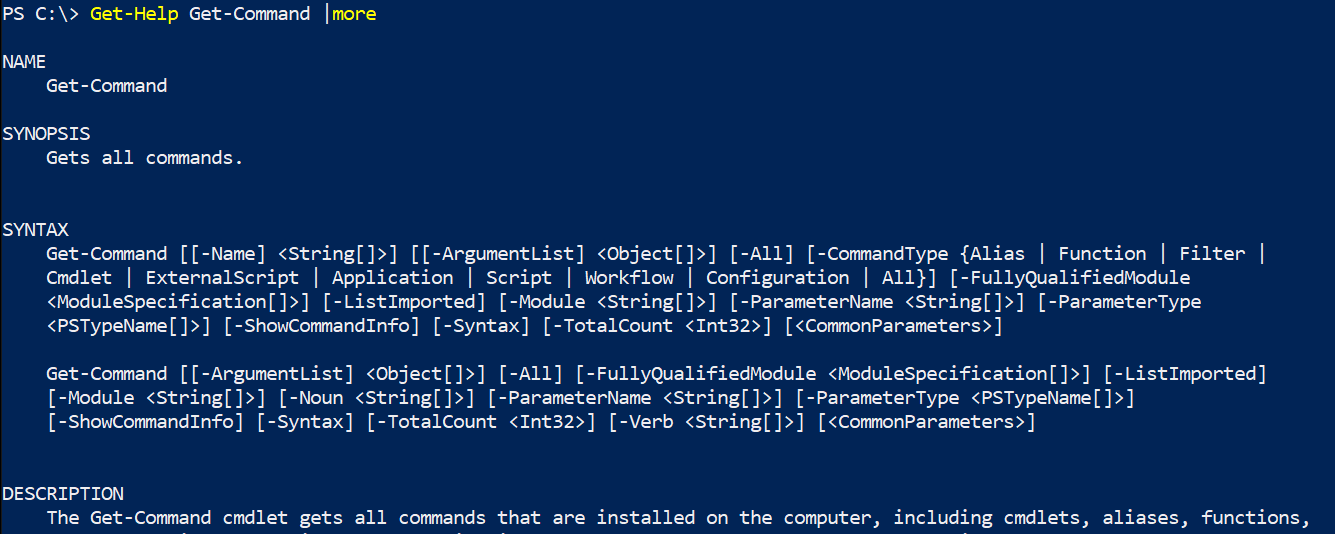 PS C:\> Get-Help Get-Command |more
NAME
Get-Command
SYNOPSIS
Gets all commands.
SYNTAX
Get-Command [[-Name] <String[]>] [[-ArgumentList] <Object[]>] [-All] [-CommandType {Alias | Function | Filter |
Cmdlet | ExternalScript | Application | Script | Workflow | Configuration | All}] [-FullyQualifiedModule
<ModuleSpecification[]>] [-ListImported] [-Module <String[]>] [-ParameterName <String[]>] [-ParameterType
<PSTypeName[]>] [-ShowCommandInfo] [-Syntax] [-TotalCount <Int32>] [<CommonParameters>]
Get-Command [[-ArgumentList] <Object[]>] [-All] [-FullyQualifiedModule <ModuleSpecification[]>] [-ListImported]
[-Module <String[]>] [-Noun <String[]>] [-ParameterName <String[]>] [-ParameterType <PSTypeName[]>]
[-ShowCommandInfo] [-Syntax] [-TotalCount <Int32>] [-Verb <String[]>] [<CommonParameters>]
DESCRIPTION
The Get-Command cmdlet gets all commands that are installed on the computer, including cmdlets, aliases, functions,